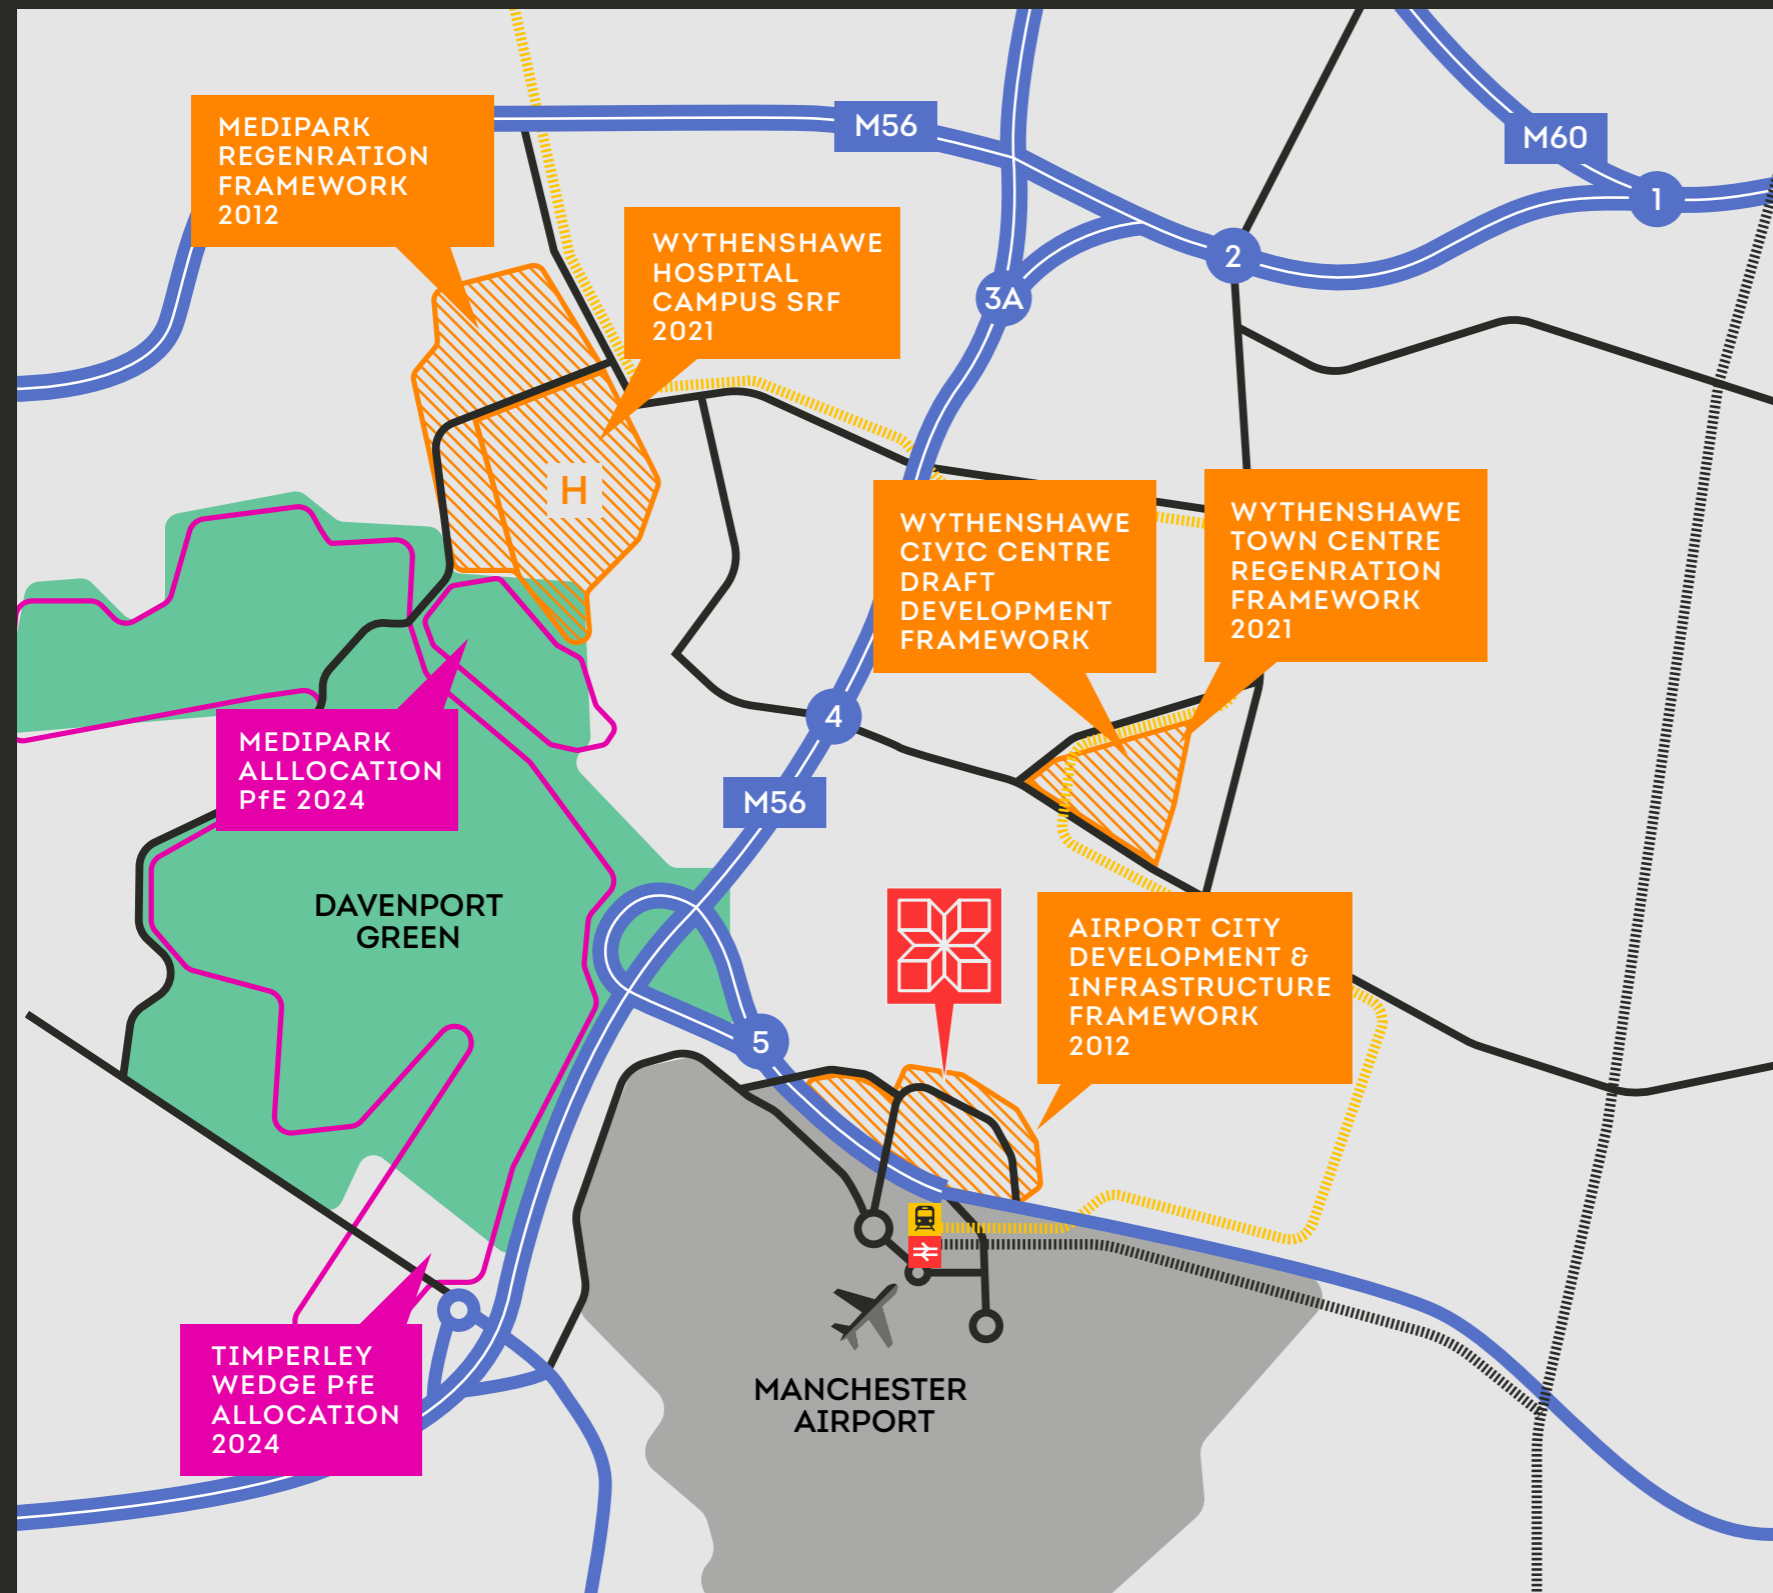 M56
M60
1
MEDIPARK
REGENRATION
FRAMEWORK
2012
WYTHENSHAWE
HOSPITAL
CAMPUS SRF
2021
2
3A
H
WYTHENSHAWE
CIVIC CENTRE
DRAFT
DEVELOPMENT
FRAMEWORK
WYTHENSHAWE
TOWN CENTRE
REGENRATION
FRAMEWORK
2021
4
MEDIPARK
ALLLOCATION
PfE 2024
M56
DAVENPORT
GREEN
AIRPORT CITY
DEVELOPMENT &
INFRASTRUCTURE
FRAMEWORK
2012
5
TIMPERLEY
WEDGE PfE
ALLOCATION
2024
MANCHESTER
AIRPORT